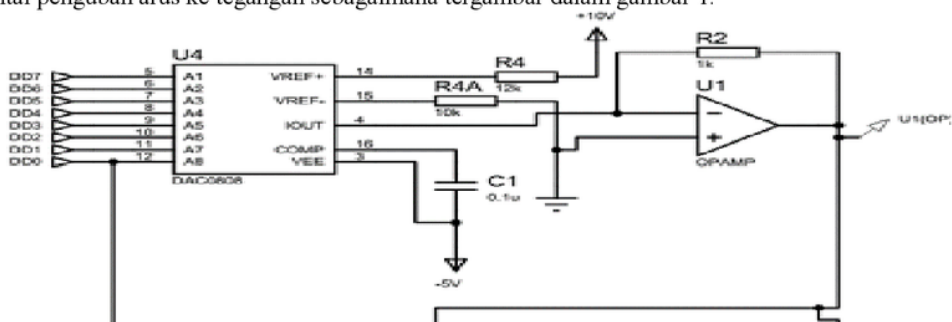 pengubah arus ke tegangan sebagaimana tergambar dalam gambar 1.
+10V
U4
R2
1k
DD7 5 A1 VREF+ 14
R4
12k
DD6 6 A2
DD5 7 A3 VREF- 15
R4A
10k
U1
DD4 8 A4
DD3 9 A5 IOUT 4
DD2 10 A6
DD1 11 A7 COMP 16
DD0 12 A8 VEE 3
DAC0808
OPAMP
U1(OP)
C1
0.1u
-5V